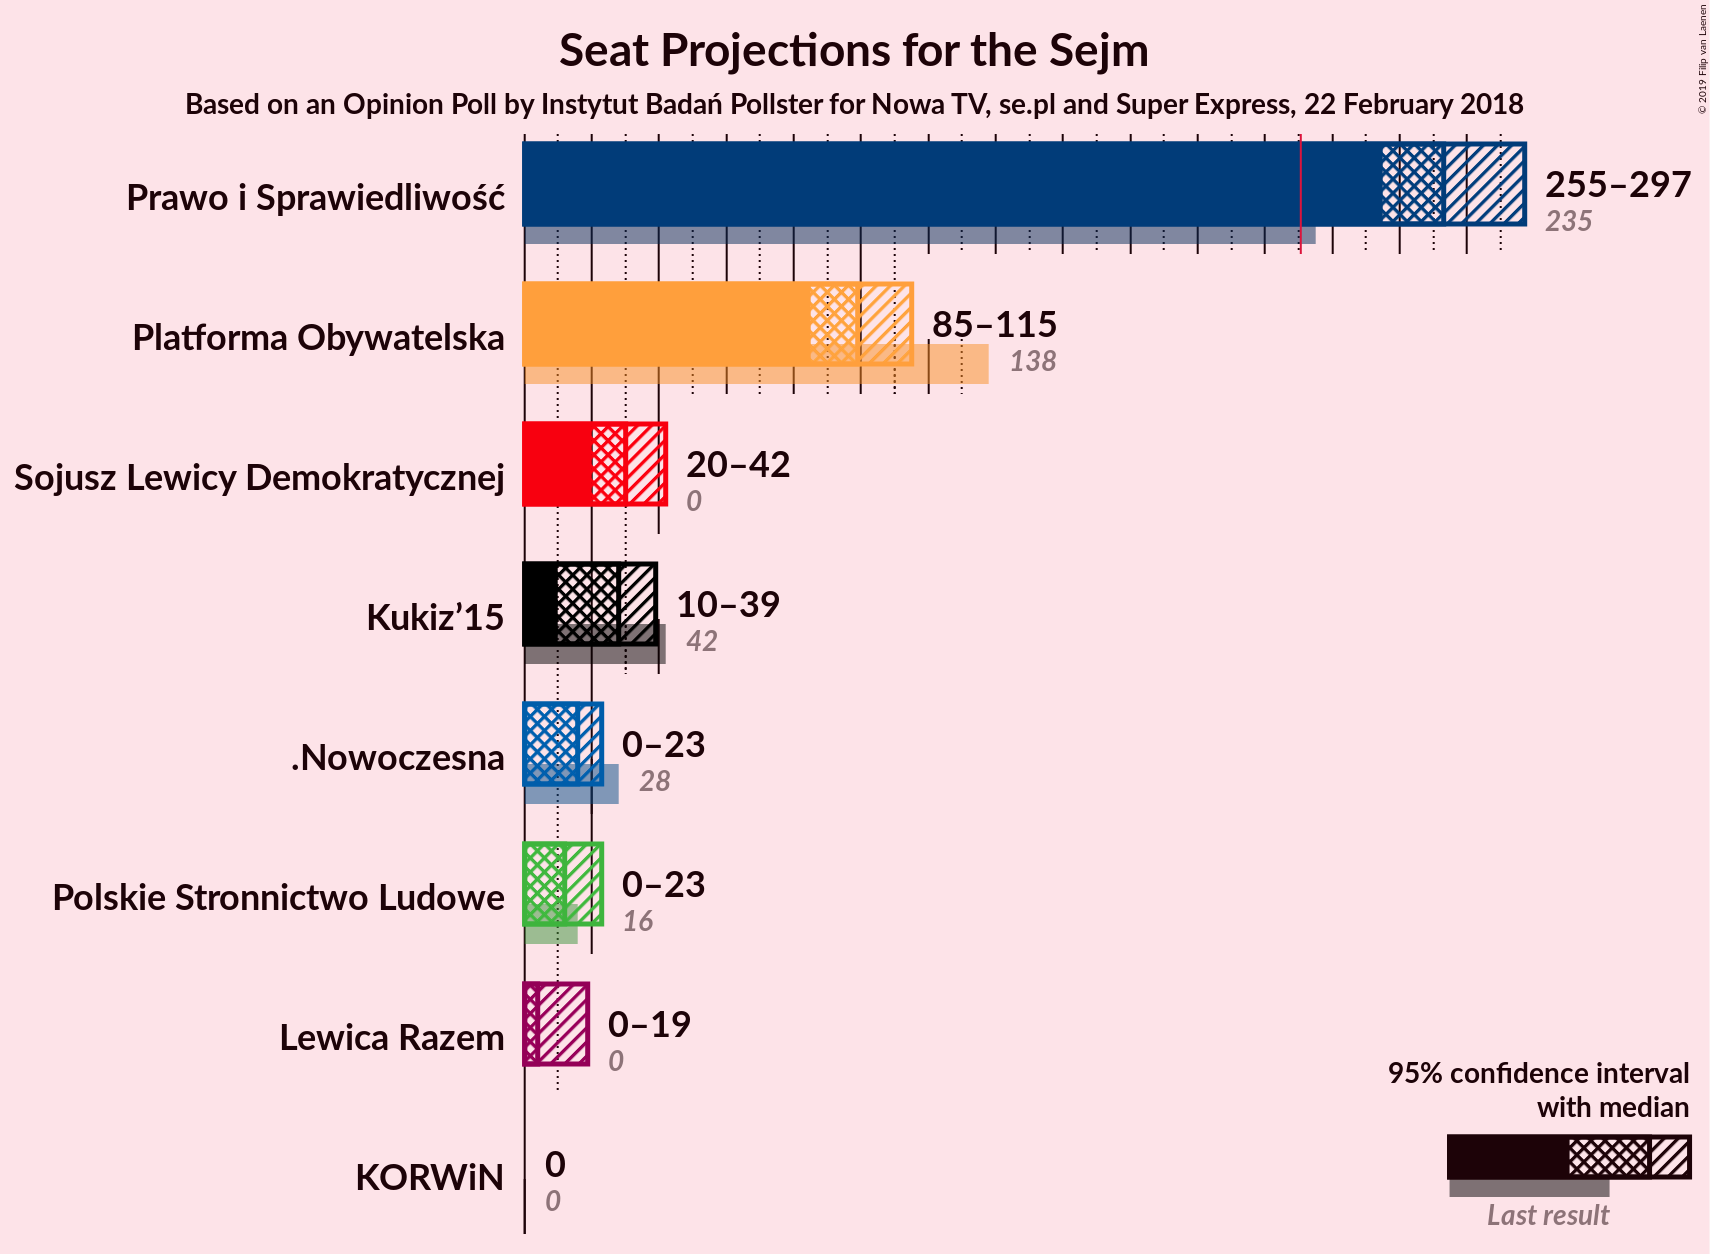 Seat Projections for the Sejm
Based on an Opinion Poll by Instytut Badań Pollster for Nowa TV, se.pl and Super Express, 22 February 2018
© 2019 Filip van Laenen
Prawo i Sprawiedliwość
255–297
235
Platforma Obywatelska
85–115
138
Sojusz Lewicy Demokratycznej
20–42
0
Kukiz’15
10–39
42
.Nowoczesna
0–23
28
Polskie Stronnictwo Ludowe
0–23
16
Lewica Razem
0–19
0
KORWiN
0
0
95% confidence interval
with median
Last result